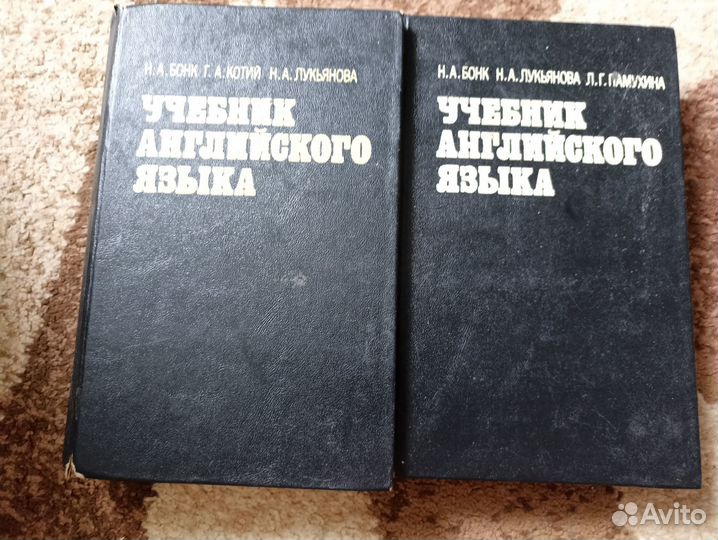 Н.А.БОНК Г.А.КОТИЙ Н.А.ЛУКЬЯНОВА
УЧЕБНИК
АНГЛИЙСКОГО
ЯЗЫКА
Н.А.БОНК Н.А.ЛУКЬЯНОВА Л.Г.ПАМУХИНА
УЧЕБНИК
АНГЛИЙСКОГО
ЯЗЫКА
Avito